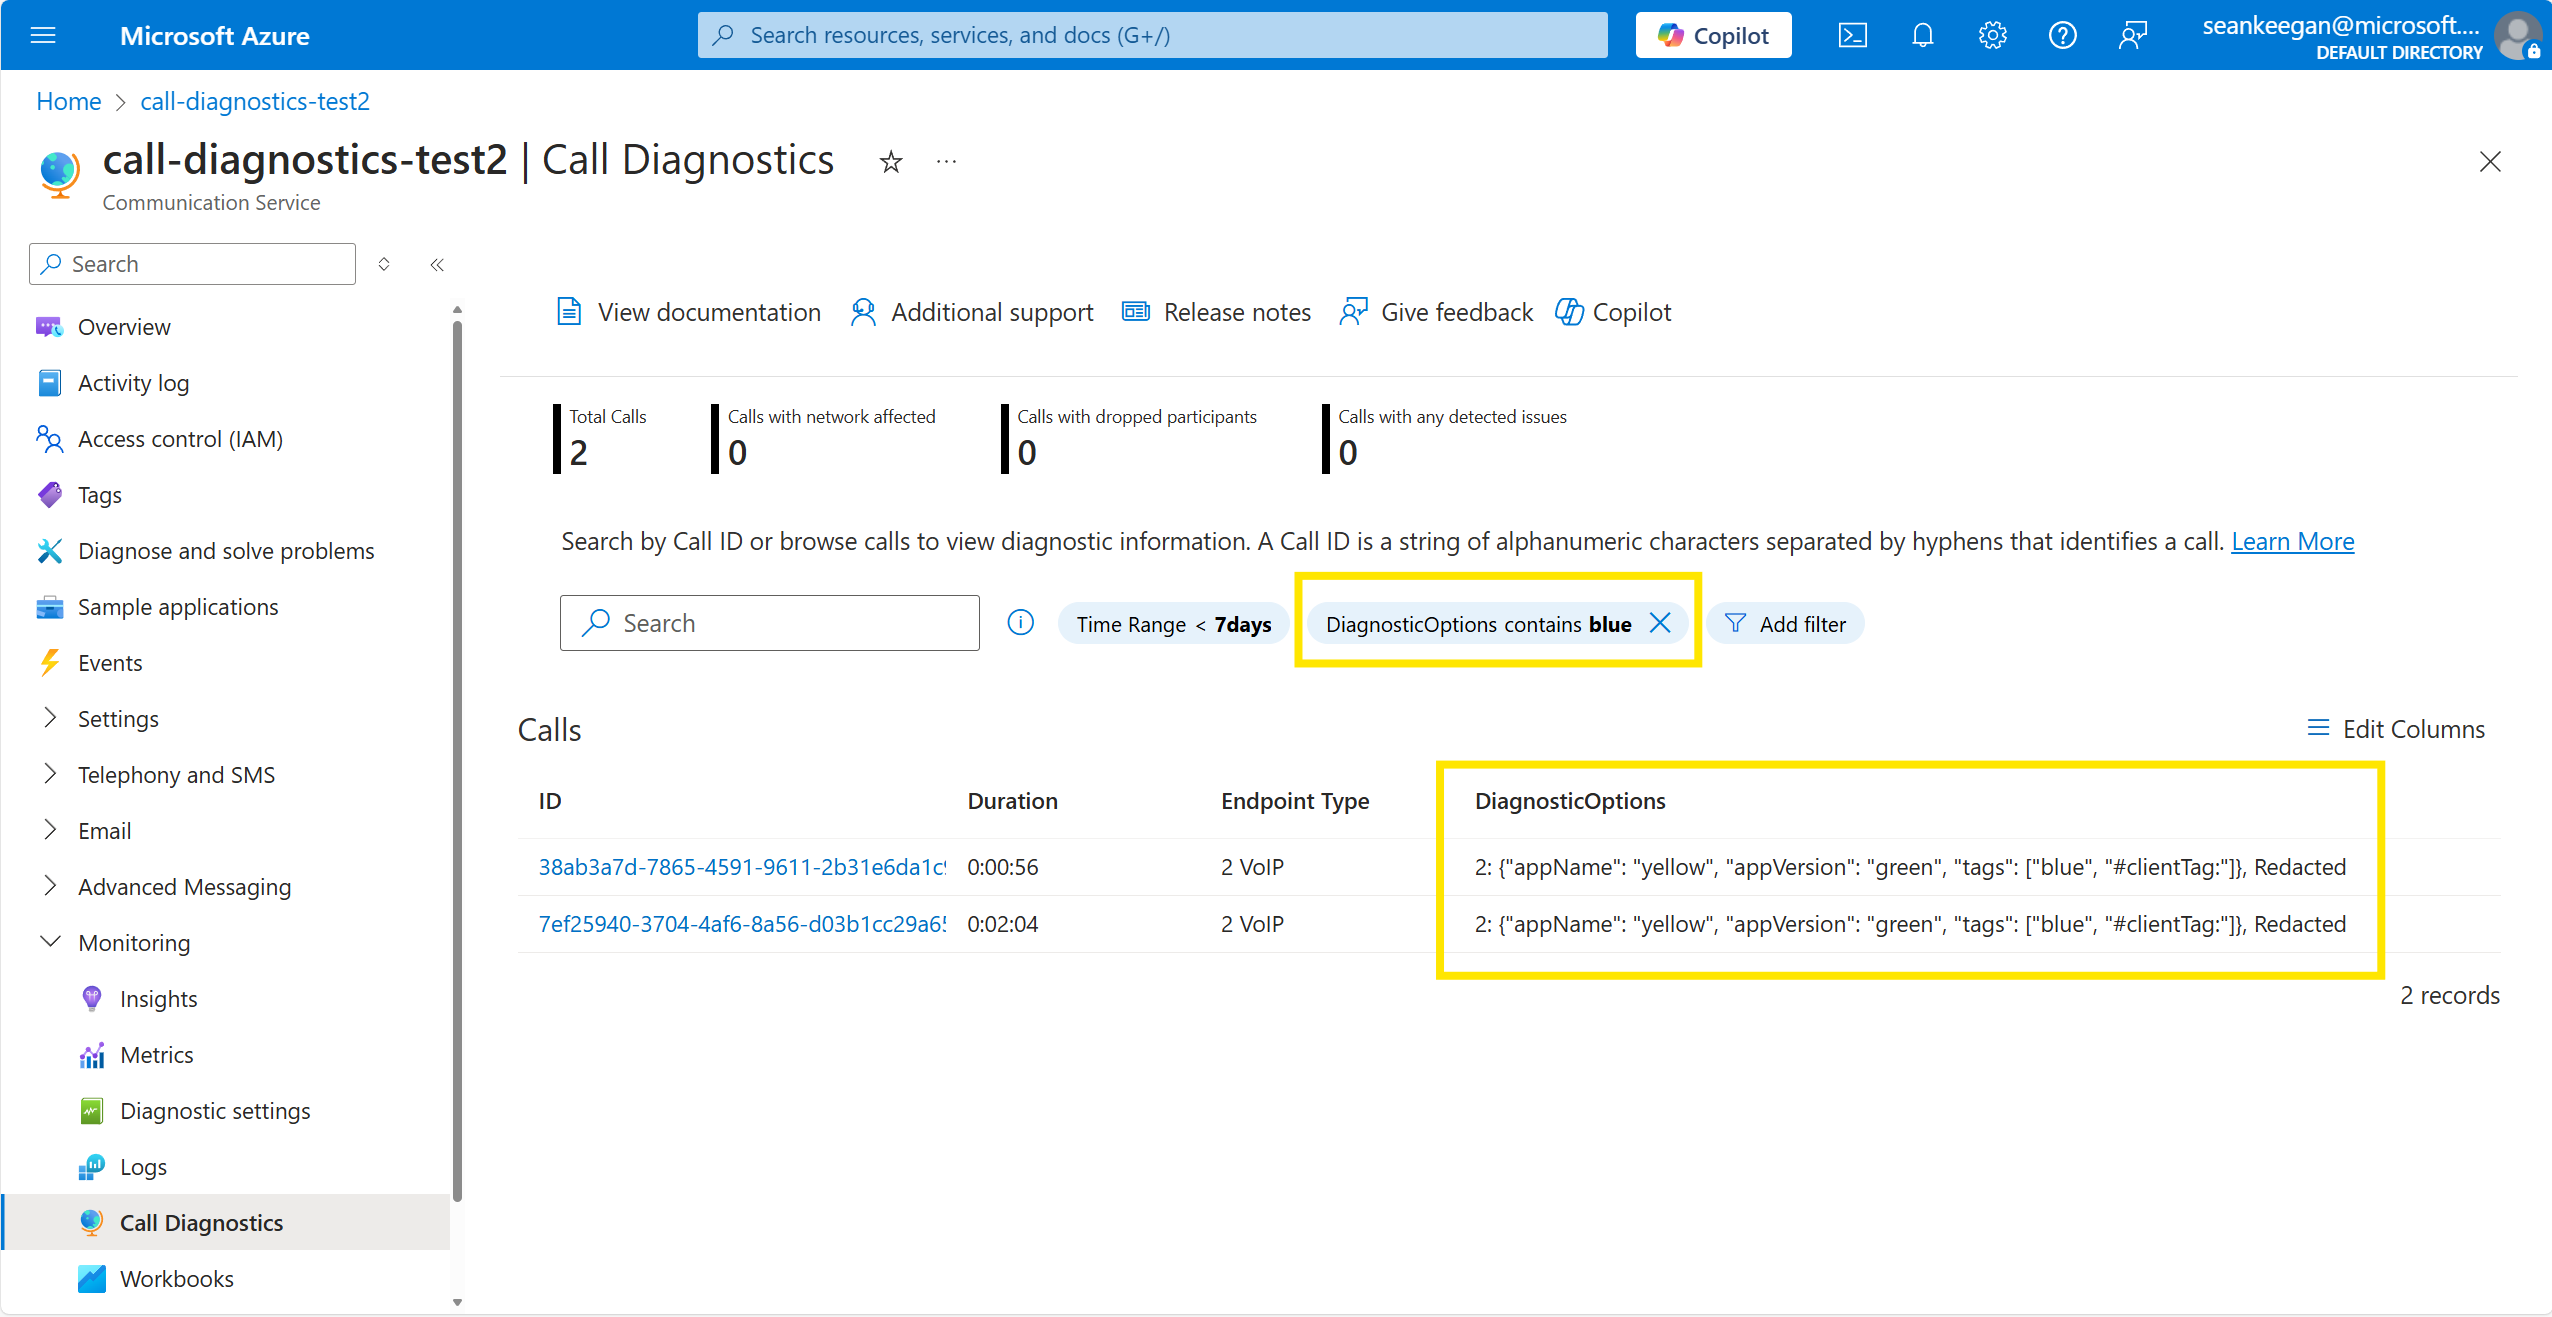 Microsoft Azure
Search resources, services, and docs (G+/)
Copilot
seankeegan@microsoft....
DEFAULT DIRECTORY
Home > call-diagnostics-test2
call-diagnostics-test2 | Call Diagnostics
Communication Service
Search
Overview
Activity log
Access control (IAM)
Tags
Diagnose and solve problems
Sample applications
Events
Settings
Telephony and SMS
Email
Advanced Messaging
Monitoring
Insights
Metrics
Diagnostic settings
Logs
Call Diagnostics
Workbooks
View documentation Additional support Release notes Give feedback Copilot
Total Calls Calls with network affected Calls with dropped participants Calls with any detected issues
2 0 0 0
Search by Call ID or browse calls to view diagnostic information. A Call ID is a string of alphanumeric characters separated by hyphens that identifies a call. Learn More
Search Time Range < 7days DiagnosticOptions contains blue Add filter
Calls Edit Columns
ID Duration Endpoint Type DiagnosticOptions
38ab3a7d-7865-4591-9611-2b31e6da1c 0:00:56 2 VoIP 2: {"appName": "yellow", "appVersion": "green", "tags": ["blue", "#clientTag:"]}, Redacted
7ef25940-3704-4af6-8a56-d03b1cc29a65 0:02:04 2 VoIP 2: {"appName": "yellow", "appVersion": "green", "tags": ["blue", "#clientTag:"]}, Redacted
2 records